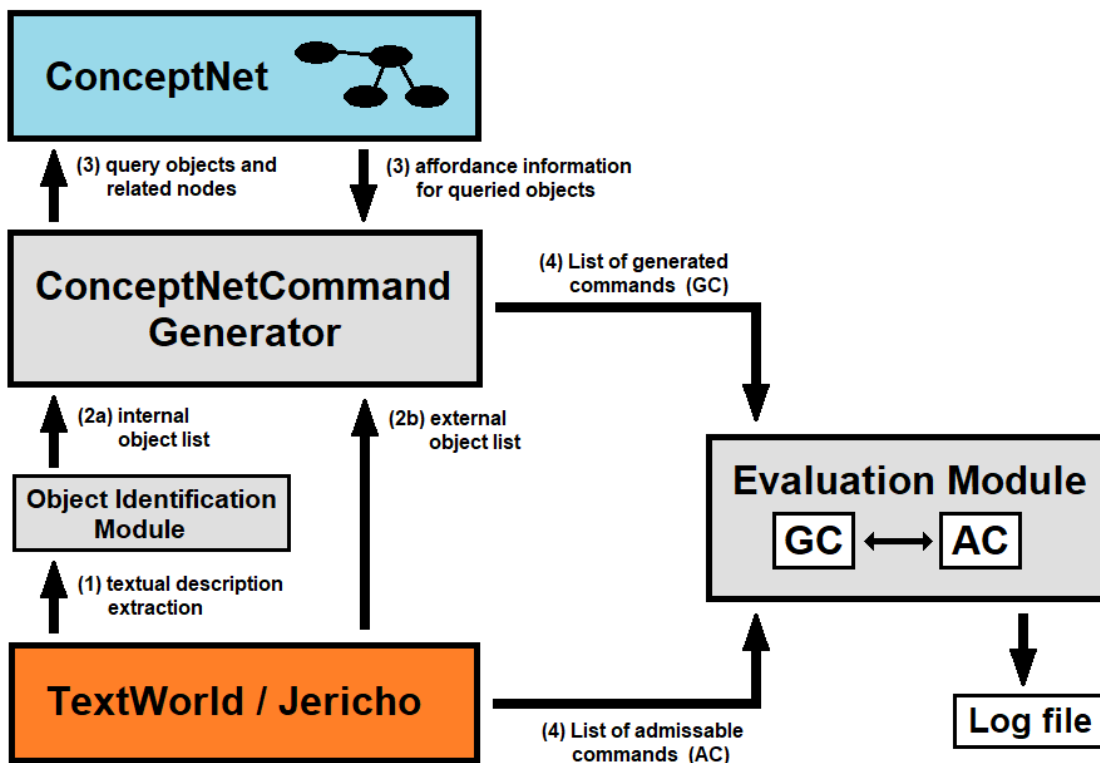 ConceptNet
(3) query objects and
related nodes
(3) affordance information
for queried objects
ConceptNetCommand
Generator
(4) List of generated
commands (GC)
(2a) internal
object list
(2b) external
object list
Object Identification
Module
Evaluation Module
GC
AC
(1) textual description
extraction
TextWorld / Jericho
(4) List of admissable
commands (AC)
Log file